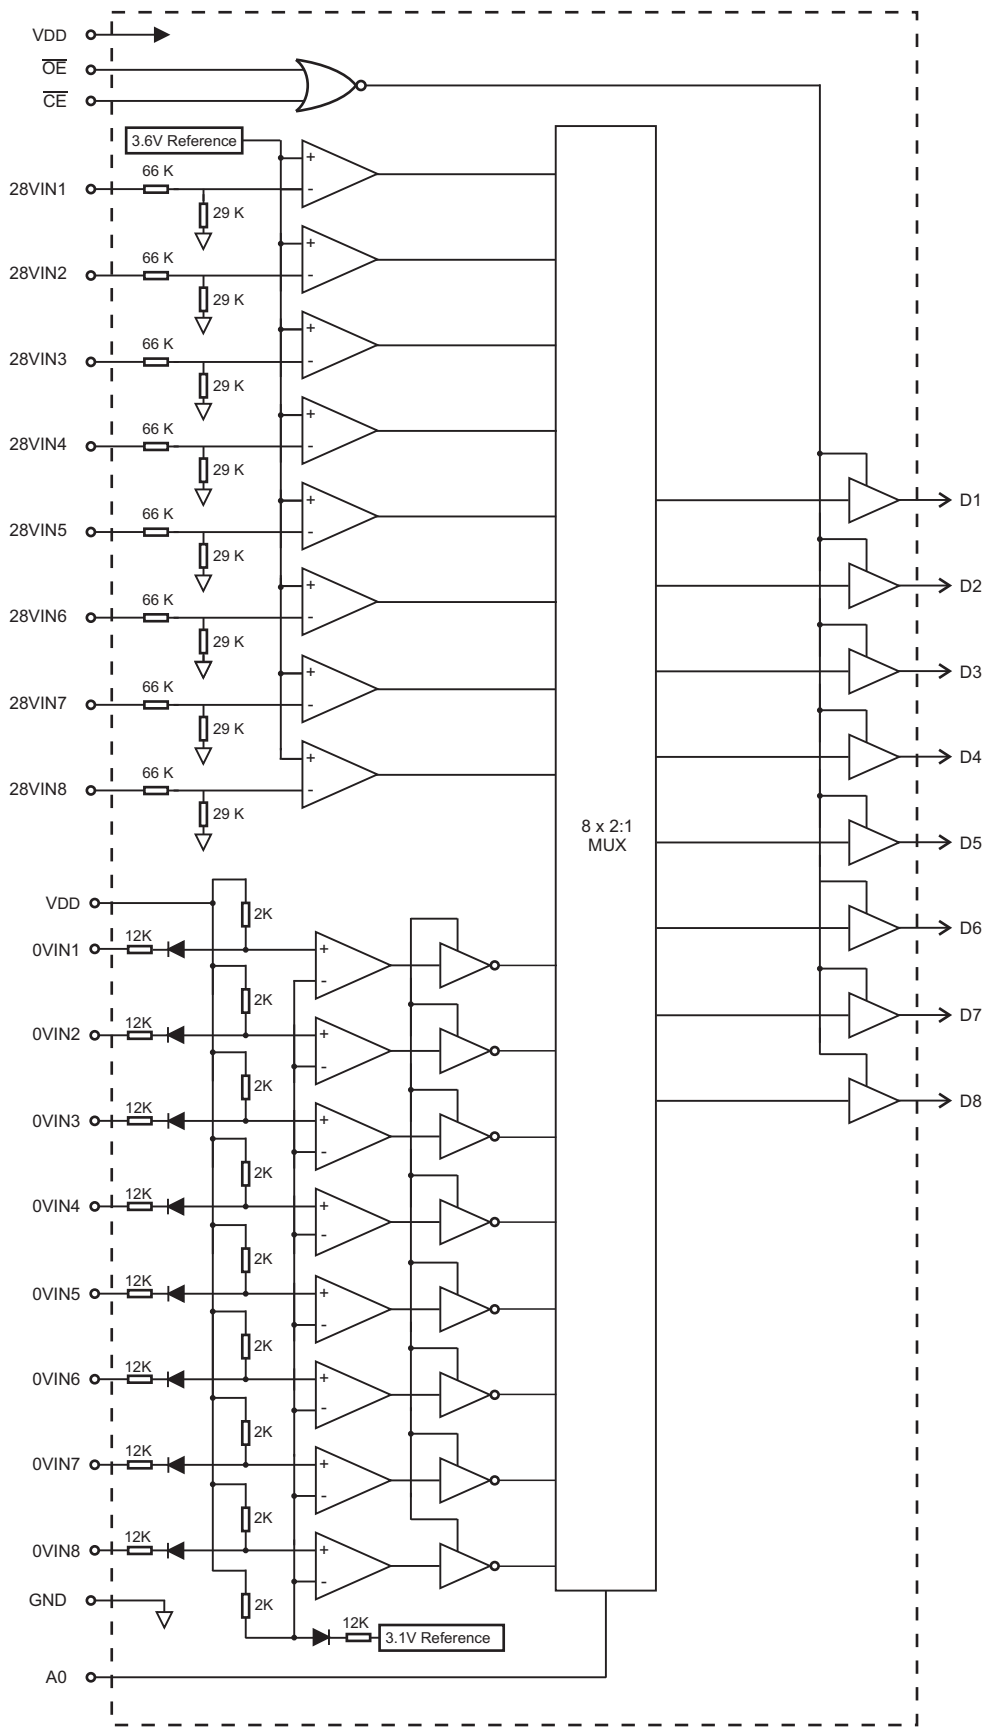 VDD
OE
CE
3.6V Reference
+
66 K
28VIN1
-
29 K
+
66 K
28VIN2
-
29 K
+
66 K
28VIN3
-
29 K
+
66 K
28VIN4
-
29 K
D1
+
66 K
28VIN5
-
29 K
D2
+
66 K
28VIN6
-
29 K
D3
+
66 K
28VIN7
-
29 K
D4
+
66 K
28VIN8
-
29 K
8 x 2:1
MUX
D5
VDD
2K
D6
12K
0VIN1
+
-
2K
D7
12K
0VIN2
+
-
2K
D8
12K
0VIN3
+
-
2K
12K
0VIN4
+
-
2K
12K
0VIN5
+
-
2K
12K
0VIN6
+
-
2K
12K
0VIN7
+
-
2K
12K
0VIN8
+
-
GND
2K
12K
3.1V Reference
A0